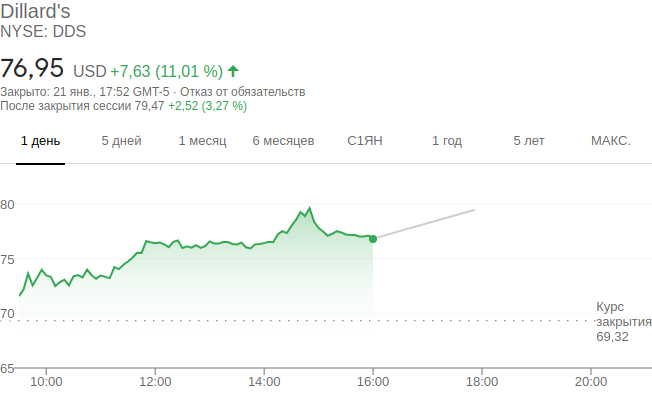 Dillard's
NYSE: DDS
76,95 USD +7,63 (11,01 %)
Закрыто: 21 янв., 17:52 GMT-5 · Отказ от обязательств
После закрытия сессии 79,47 +2,52 (3,27 %)
1 день 5 дней 1 месяц 6 месяцев С1ЯН 1 год 5 лет МАКС.
80
75
70
Курс
закрытия
69,32
65
10:00 12:00 14:00 16:00 18:00 20:00